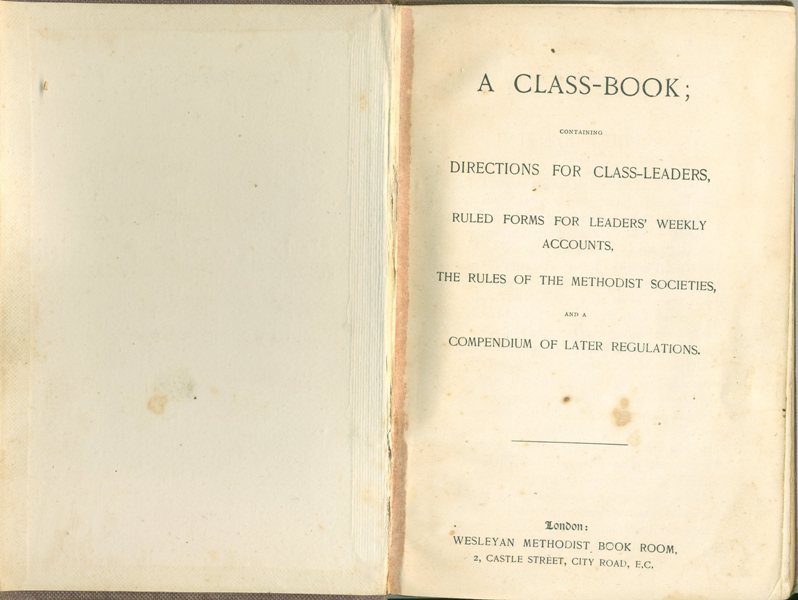 A CLASS-BOOK;
CONTAINING
DIRECTIONS FOR CLASS-LEADERS,
RULED FORMS FOR LEADERS' WEEKLY
ACCOUNTS,
THE RULES OF THE METHODIST SOCIETIES,
AND A
COMPENDIUM OF LATER REGULATIONS.
London:
WESLEYAN METHODIST BOOK ROOM,
2, CASTLE STREET, CITY ROAD, E.C.